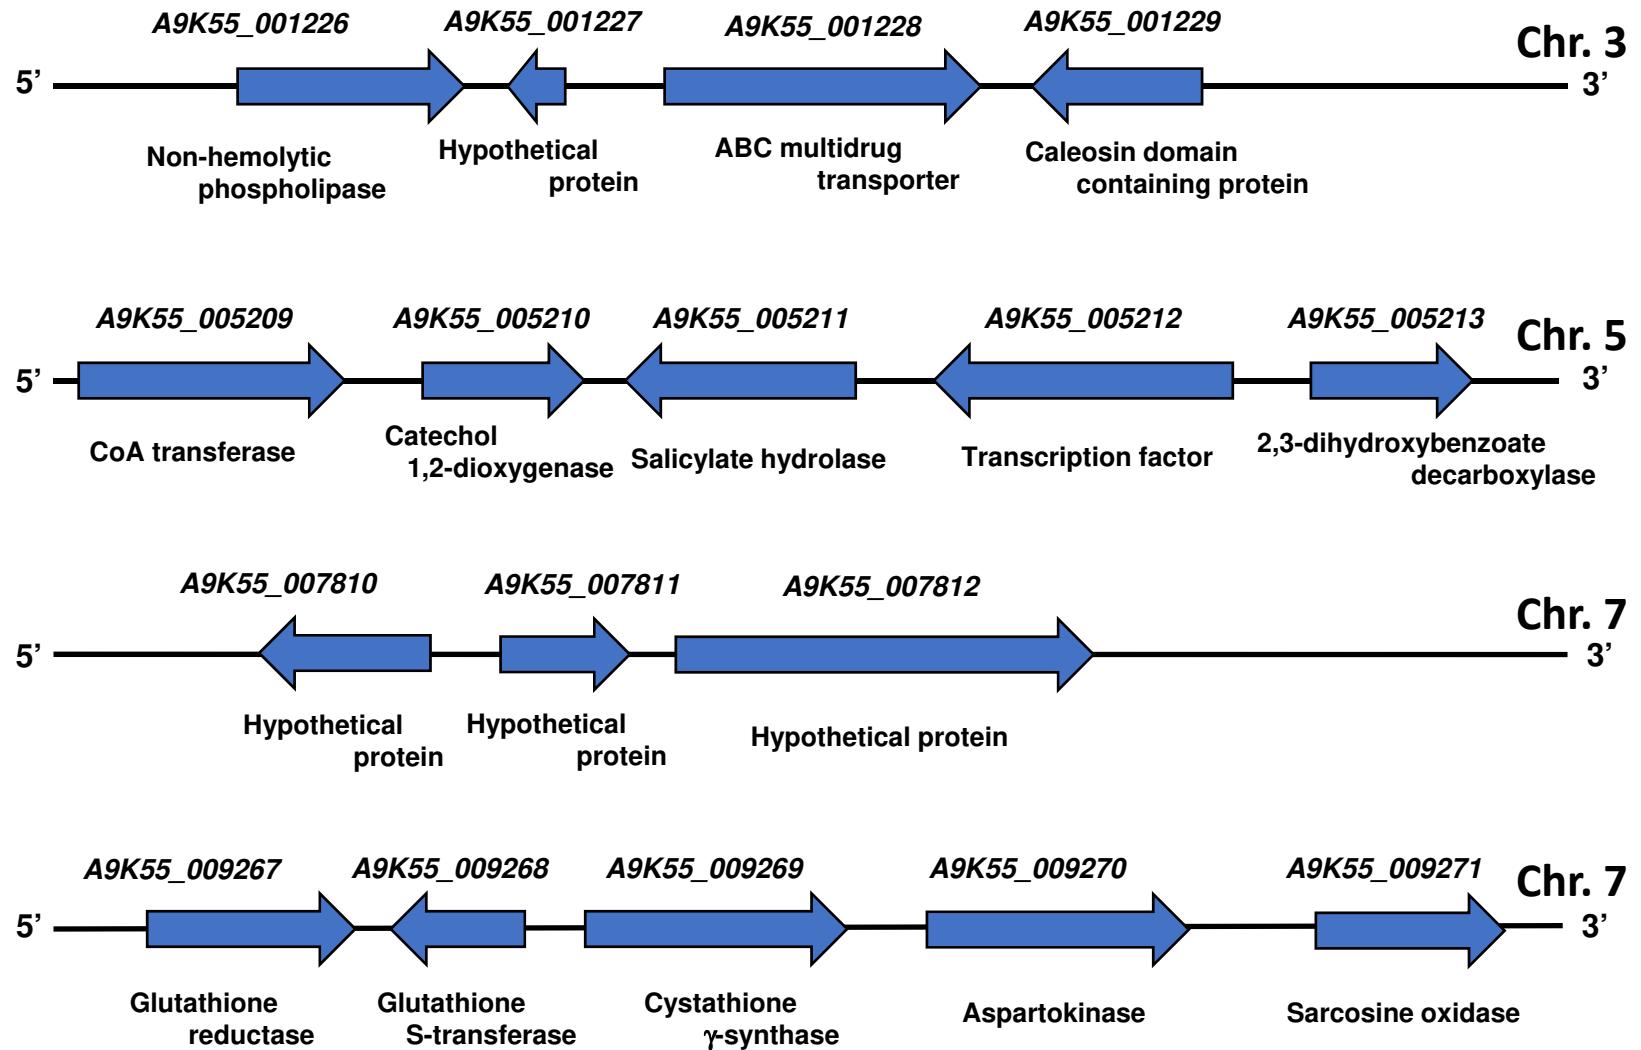 A9K55_001226 A9K55_001227 A9K55_001228 A9K55_001229 Chr. 3
5’ 3’
Non-hemolytic
phospholipase
Hypothetical
protein
ABC multidrug
transporter
Caleosin domain
containing protein
A9K55_005209 A9K55_005210 A9K55_005211 A9K55_005212 A9K55_005213 Chr. 5
5’ 3’
CoA transferase
Catechol
1,2-dioxygenase
Salicylate hydrolase
Transcription factor
2,3-dihydroxybenzoate
decarboxylase
A9K55_007810 A9K55_007811 A9K55_007812 Chr. 7
5’ 3’
Hypothetical
protein
Hypothetical
protein
Hypothetical protein
A9K55_009267 A9K55_009268 A9K55_009269 A9K55_009270 A9K55_009271 Chr. 7
5’ 3’
Glutathione
reductase
Glutathione
S-transferase
Cystathione
γ-synthase
Aspartokinase
Sarcosine oxidase